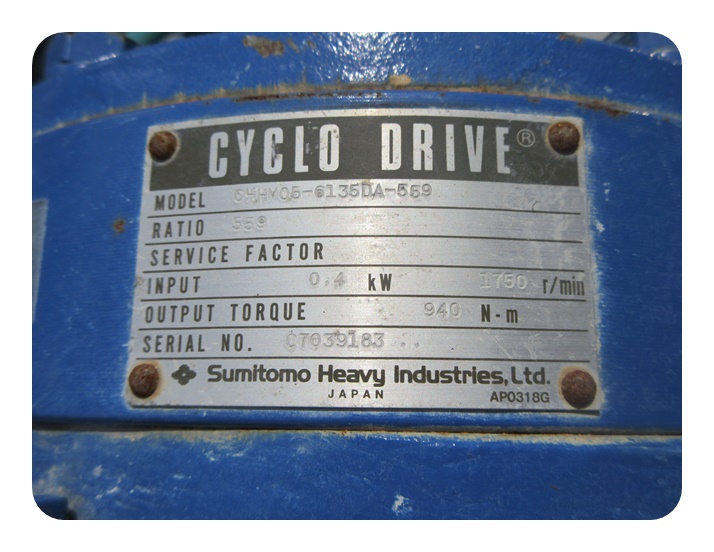 CYCLO DRIVE®
MODEL CHHM05-6135DA-559
RATIO 559
SERVICE FACTOR
INPUT 0.4 kW 1750 r/min
OUTPUT TORQUE 940 N·m
SERIAL NO. C7039183
Sumitomo Heavy Industries, Ltd.
JAPAN AP0318G